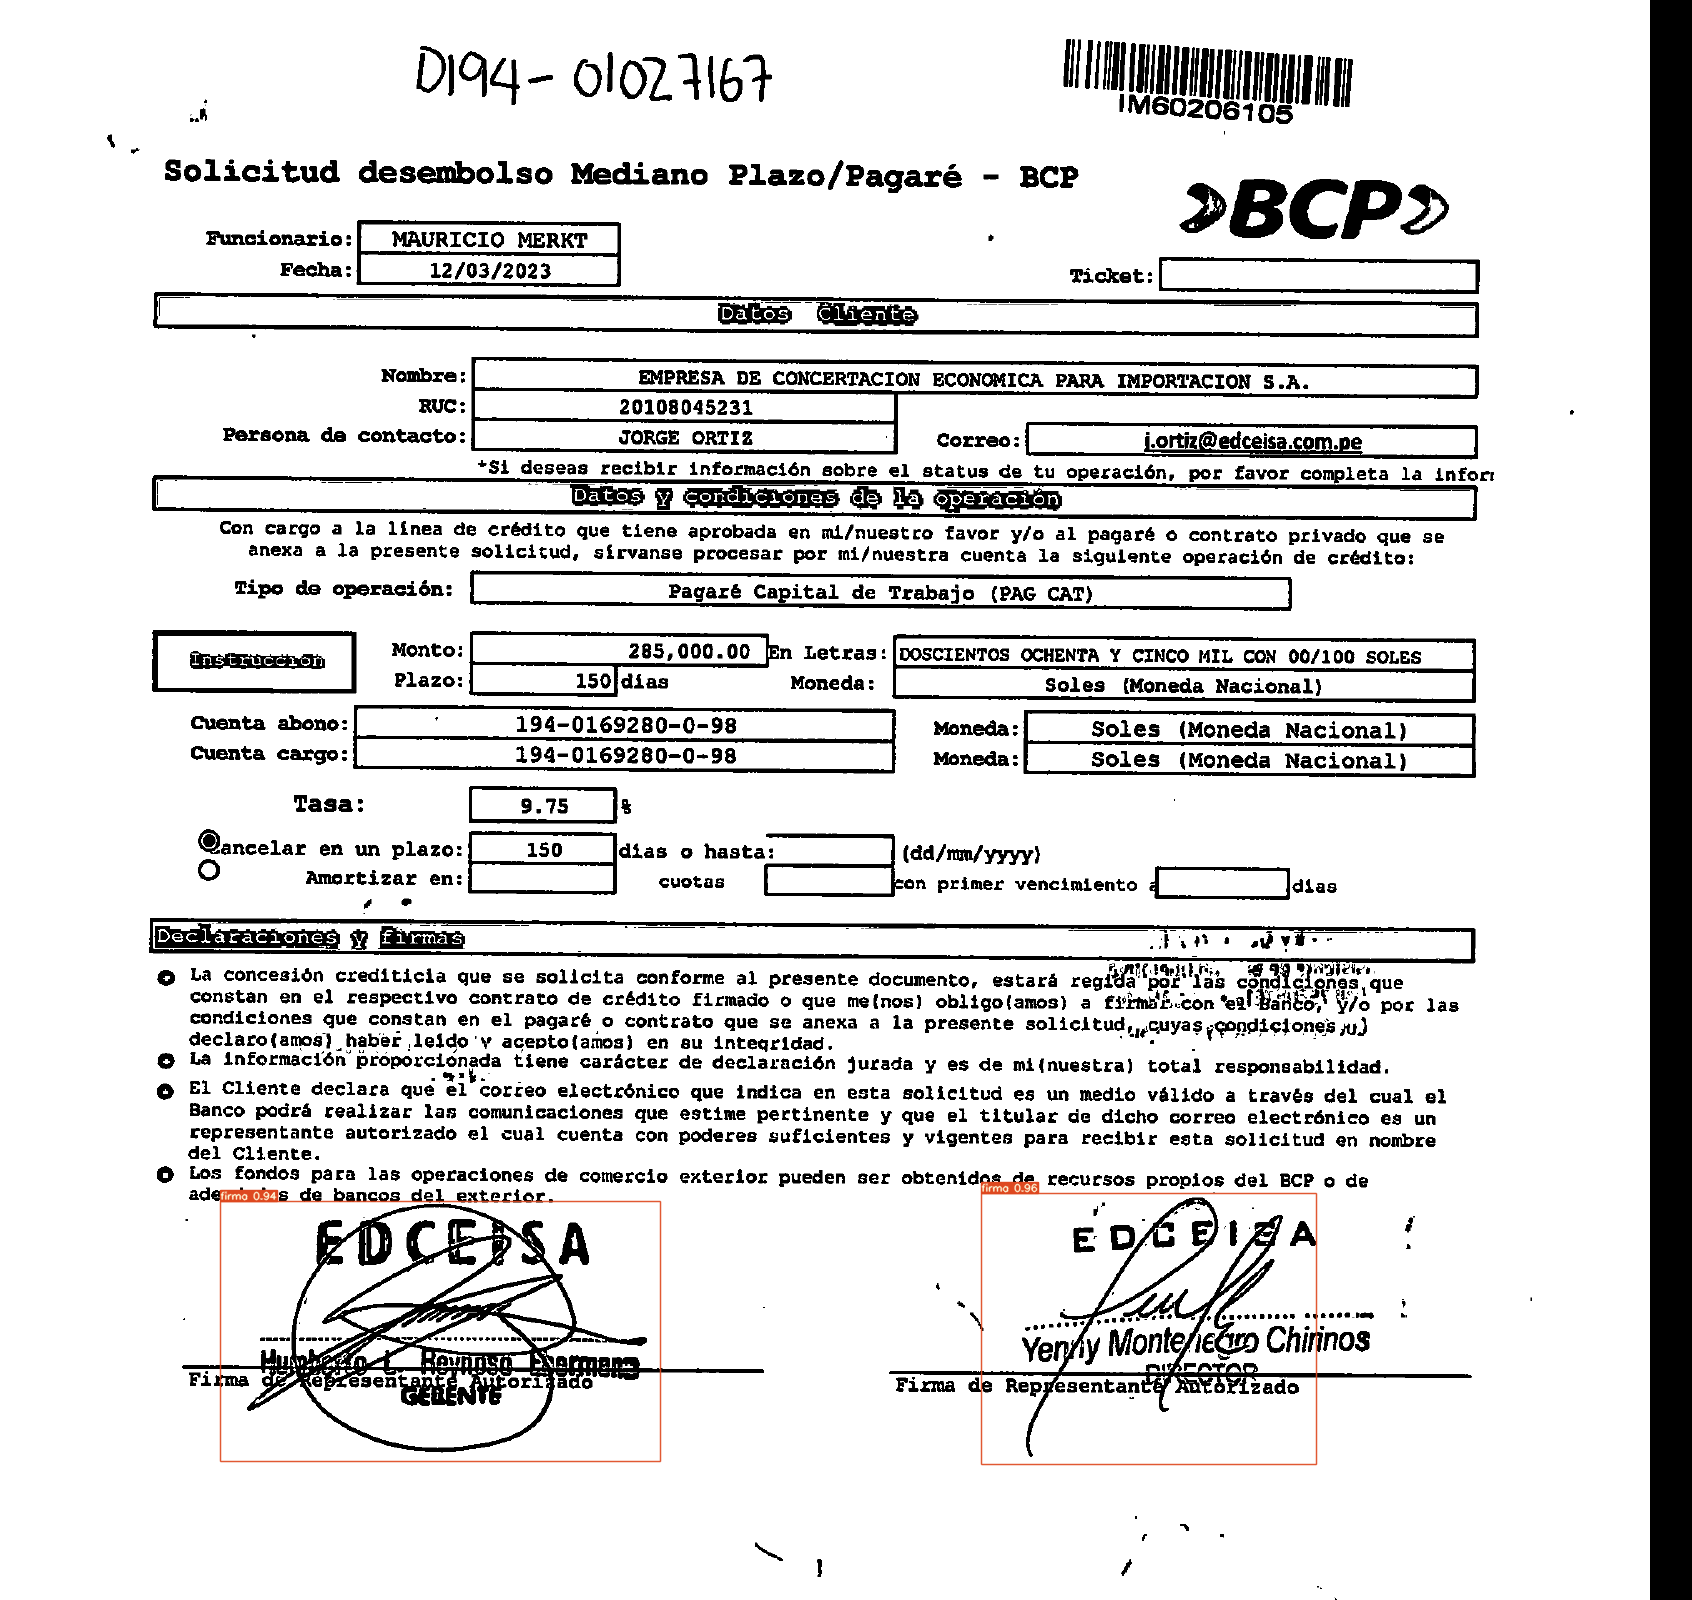 D194-01027167
IM60206105
Solicitud desembolso Mediano Plazo/Pagaré - BCP
BCP
Funcionario: MAURICIO MERKT
Fecha: 12/03/2023
Ticket:
Datos Cliente
Nombre: EMPRESA DE CONCERTACION ECONOMICA PARA IMPORTACION S.A.
RUC: 20108045231
Persona de contacto: JORGE ORTIZ Correo: j.ortiz@edceisa.com.pe
*Si deseas recibir información sobre el status de tu operación, por favor completa la infor
Datos y condiciones de la operación
Con cargo a la línea de crédito que tiene aprobada en mi/nuestro favor y/o al pagaré o contrato privado que se
anexa a la presente solicitud, sírvanse procesar por mi/nuestra cuenta la siguiente operación de crédito:
Tipo de operación: Pagaré Capital de Trabajo (PAG CAT)
Instrucción
Monto: 285,000.00 En Letras: DOSCIENTOS OCHENTA Y CINCO MIL CON 00/100 SOLES
Plazo: 150 días Moneda: Soles (Moneda Nacional)
Cuenta abono: 194-0169280-0-98 Moneda: Soles (Moneda Nacional)
Cuenta cargo: 194-0169280-0-98 Moneda: Soles (Moneda Nacional)
Tasa: 9.75 %
ancelar en un plazo: 150 días o hasta: (dd/mm/yyyy)
Amortizar en: cuotas con primer vencimiento a días
Declaraciones y firmas
La concesión crediticia que se solicita conforme al presente documento, estará regida por las condiciones que
constan en el respectivo contrato de crédito firmado o que me(nos) obligo(amos) a firmar con el Banco, y/o por las
condiciones que constan en el pagaré o contrato que se anexa a la presente solicitud, cuyas condiciones
declaro(amos) haber leído y acepto(amos) en su integridad.
La información proporcionada tiene carácter de declaración jurada y es de mi(nuestra) total responsabilidad.
El Cliente declara que el correo electrónico que indica en esta solicitud es un medio válido a través del cual el
Banco podrá realizar las comunicaciones que estime pertinente y que el titular de dicho correo electrónico es un
representante autorizado el cual cuenta con poderes suficientes y vigentes para recibir esta solicitud en nombre
del Cliente.
Los fondos para las operaciones de comercio exterior pueden ser obtenidos de recursos propios del BCP o de
ade s de bancos del exterior.
firma 0.94
firma 0.96
EDCEISA
EDCEISA
Humberto L. Reynoso
Yenny Montenegro Chirinos
DIRECTOR
Firma de Representante Autorizado
Firma de Representante Autorizado
GERENTE